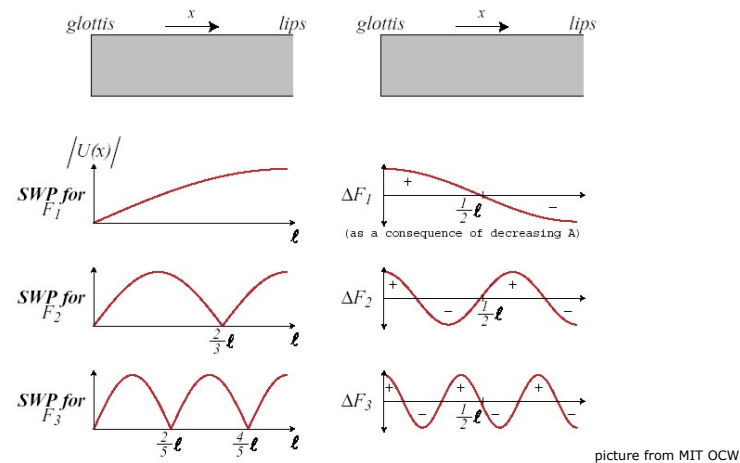 glottis x lips
glottis x lips
|U(x)|
SWP for F1
ℓ
ΔF1
+
1/2 ℓ
−
(as a consequence of decreasing A)
SWP for F2
2/3 ℓ
ℓ
ΔF2
+
−
1/2 ℓ
+
−
SWP for F3
2/5 ℓ
4/5 ℓ
ℓ
ΔF3
+
−
+
1/2 ℓ
−
+
−
picture from MIT OCW